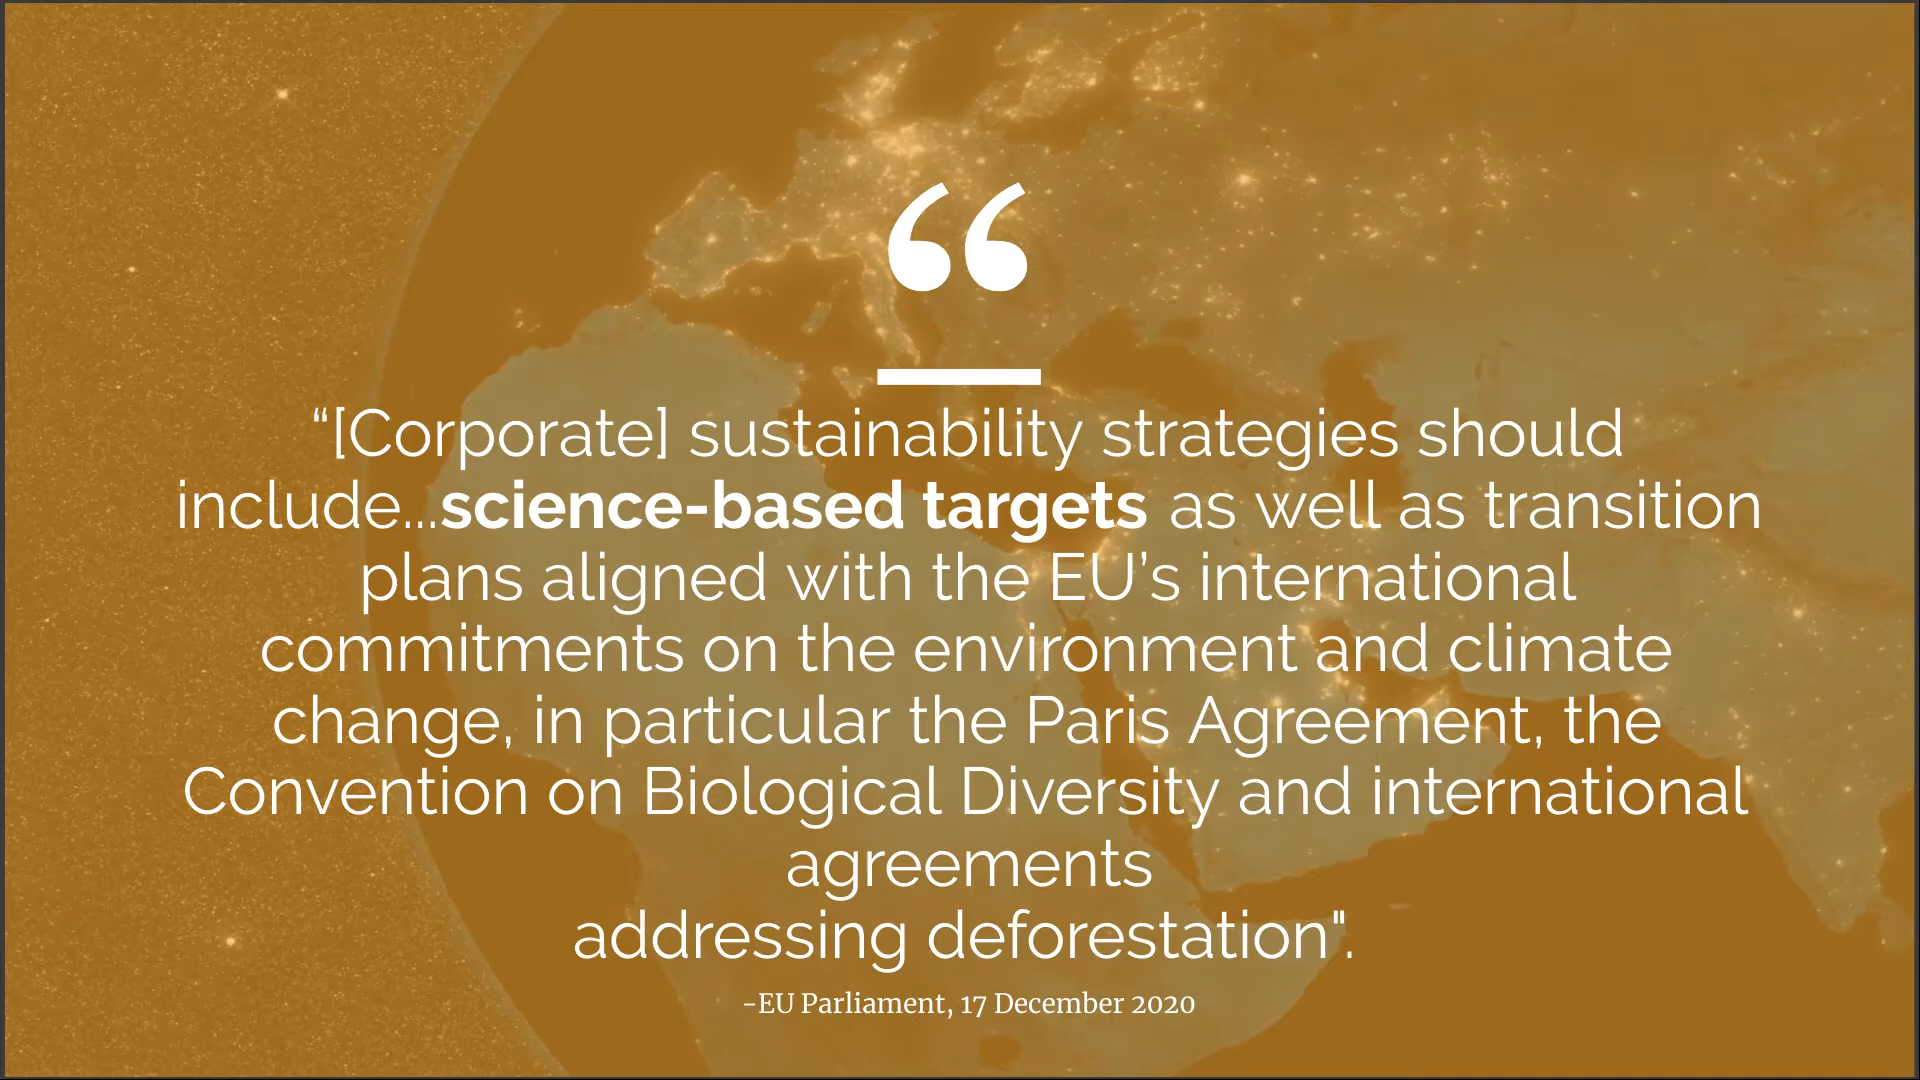 “
“[Corporate] sustainability strategies should
include...science-based targets as well as transition
plans aligned with the EU’s international
commitments on the environment and climate
change, in particular the Paris Agreement, the
Convention on Biological Diversity and international
agreements
addressing deforestation".
-EU Parliament, 17 December 2020